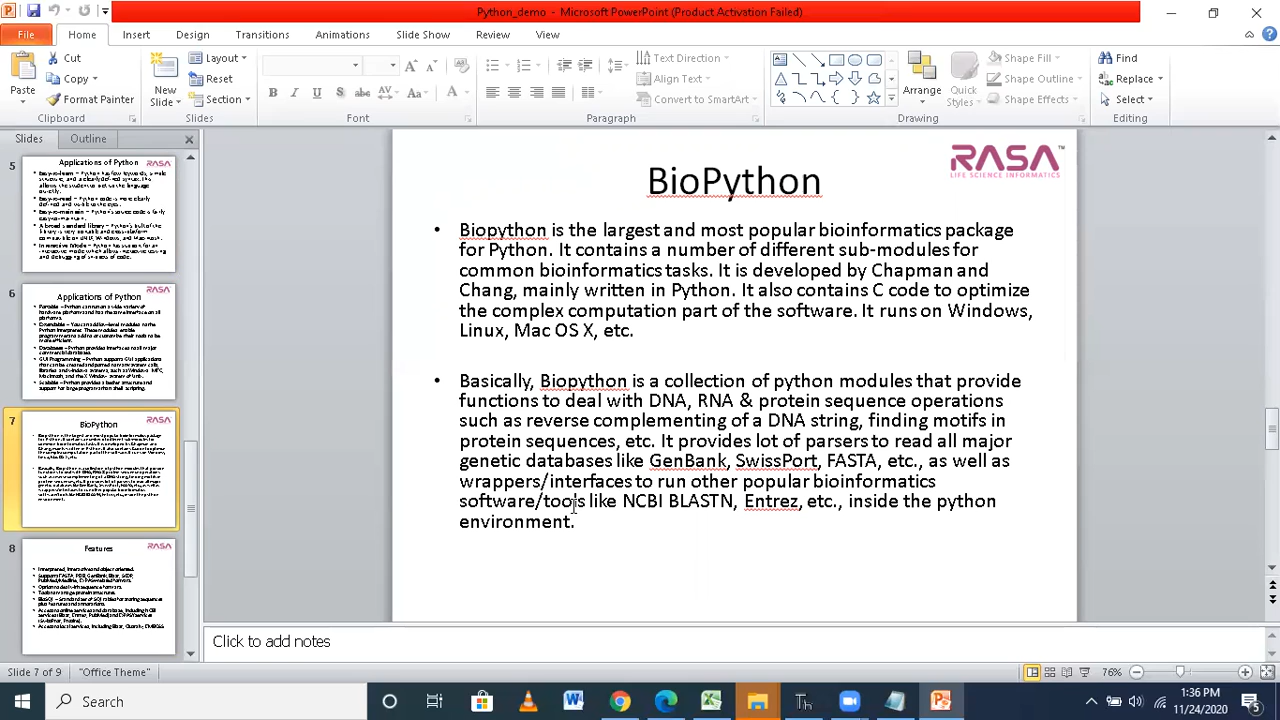 Python_demo - Microsoft PowerPoint (Product Activation Failed)
File Home Insert Design Transitions Animations Slide Show Review View
Cut
Copy
Format Painter
Paste
Clipboard
New Slide
Layout
Reset
Section
Slides
Font
Text Direction
Align Text
Convert to SmartArt
Paragraph
Arrange
Quick Styles
Shape Fill
Shape Outline
Shape Effects
Drawing
Find
Replace
Select
Editing
Slides Outline
5
Applications of Python
RASA
6
Applications of Python
RASA
7
BioPython
RASA
8
Features
RASA
RASA™
LIFE SCIENCE INFORMATICS
BioPython
• Biopython is the largest and most popular bioinformatics package
for Python. It contains a number of different sub-modules for
common bioinformatics tasks. It is developed by Chapman and
Chang, mainly written in Python. It also contains C code to optimize
the complex computation part of the software. It runs on Windows,
Linux, Mac OS X, etc.
• Basically, Biopython is a collection of python modules that provide
functions to deal with DNA, RNA & protein sequence operations
such as reverse complementing of a DNA string, finding motifs in
protein sequences, etc. It provides lot of parsers to read all major
genetic databases like GenBank, SwissPort, FASTA, etc., as well as
wrappers/interfaces to run other popular bioinformatics
software/tools like NCBI BLASTN, Entrez, etc., inside the python
environment.
Click to add notes
Slide 7 of 9 "Office Theme" 76%
Search
1:36 PM
11/24/2020